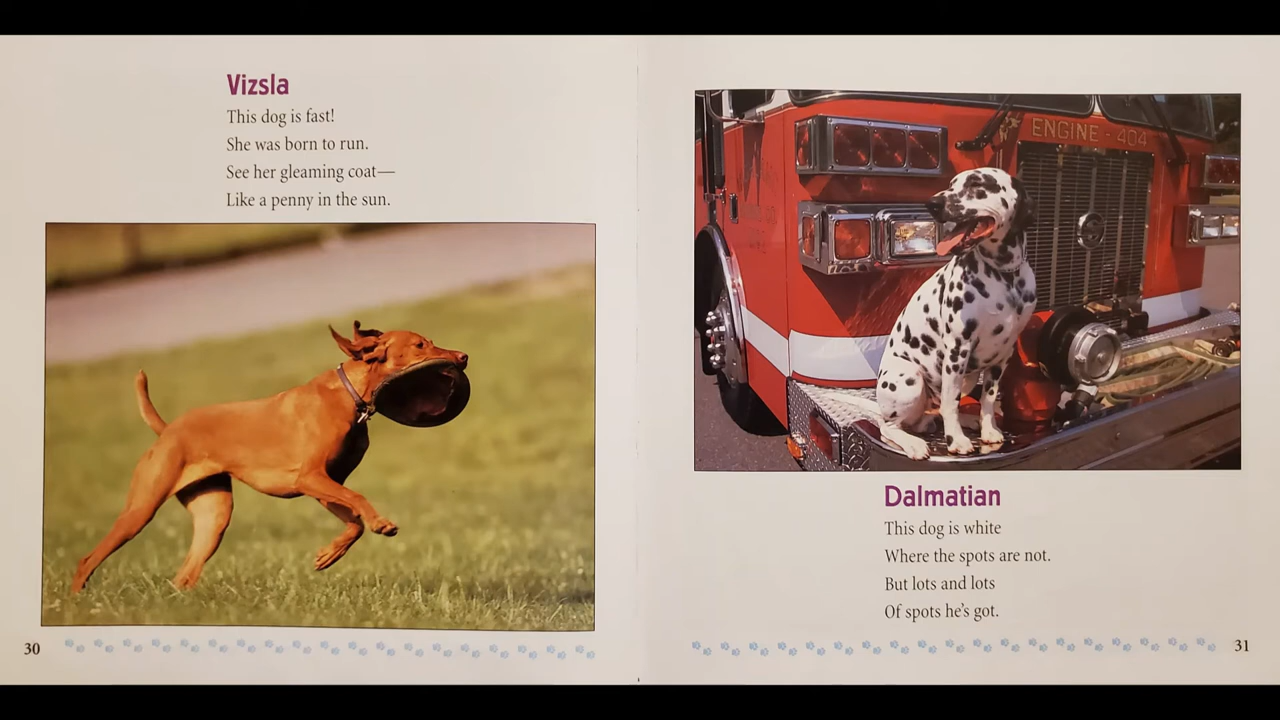 Vizsla
This dog is fast!
She was born to run.
See her gleaming coat—
Like a penny in the sun.
30
ENGINE - 404
Dalmatian
This dog is white
Where the spots are not.
But lots and lots
Of spots he's got.
31